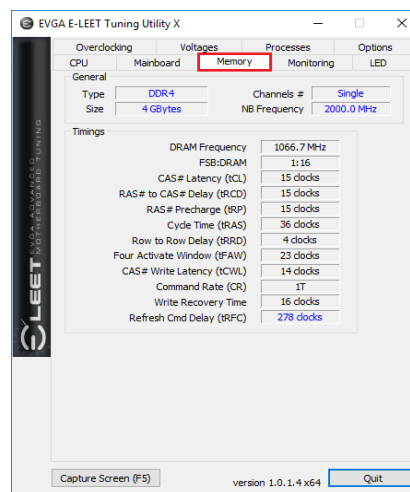 EVGA E-LEET Tuning Utility X
Overclocking Voltages Processes Options
CPU Mainboard Memory Monitoring LED
General
Type DDR4 Channels # Single
Size 4 GBytes NB Frequency 2000.0 MHz
Timings
DRAM Frequency 1066.7 MHz
FSB:DRAM 1:16
CAS# Latency (tCL) 15 clocks
RAS# to CAS# Delay (tRCD) 15 clocks
RAS# Precharge (tRP) 15 clocks
Cycle Time (tRAS) 36 clocks
Row to Row Delay (tRRD) 4 clocks
Four Activate Window (tFAW) 23 clocks
CAS# Write Latency (tCWL) 14 clocks
Command Rate (CR) 1T
Write Recovery Time 16 clocks
Refresh Cmd Delay (tRFC) 278 clocks
ELEET
EVGA ADVANCED
MOTHERBOARD TUNING
Capture Screen (F5) version 1.0.1.4 x64 Quit